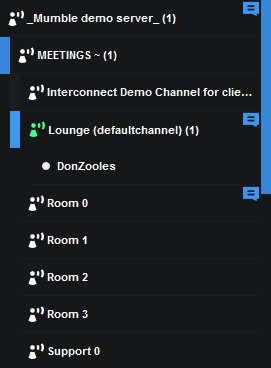 _Mumble demo server_ (1)
MEETINGS ~ (1)
Interconnect Demo Channel for clie...
Lounge (defaultchannel) (1)
DonZooles
Room 0
Room 1
Room 2
Room 3
Support 0